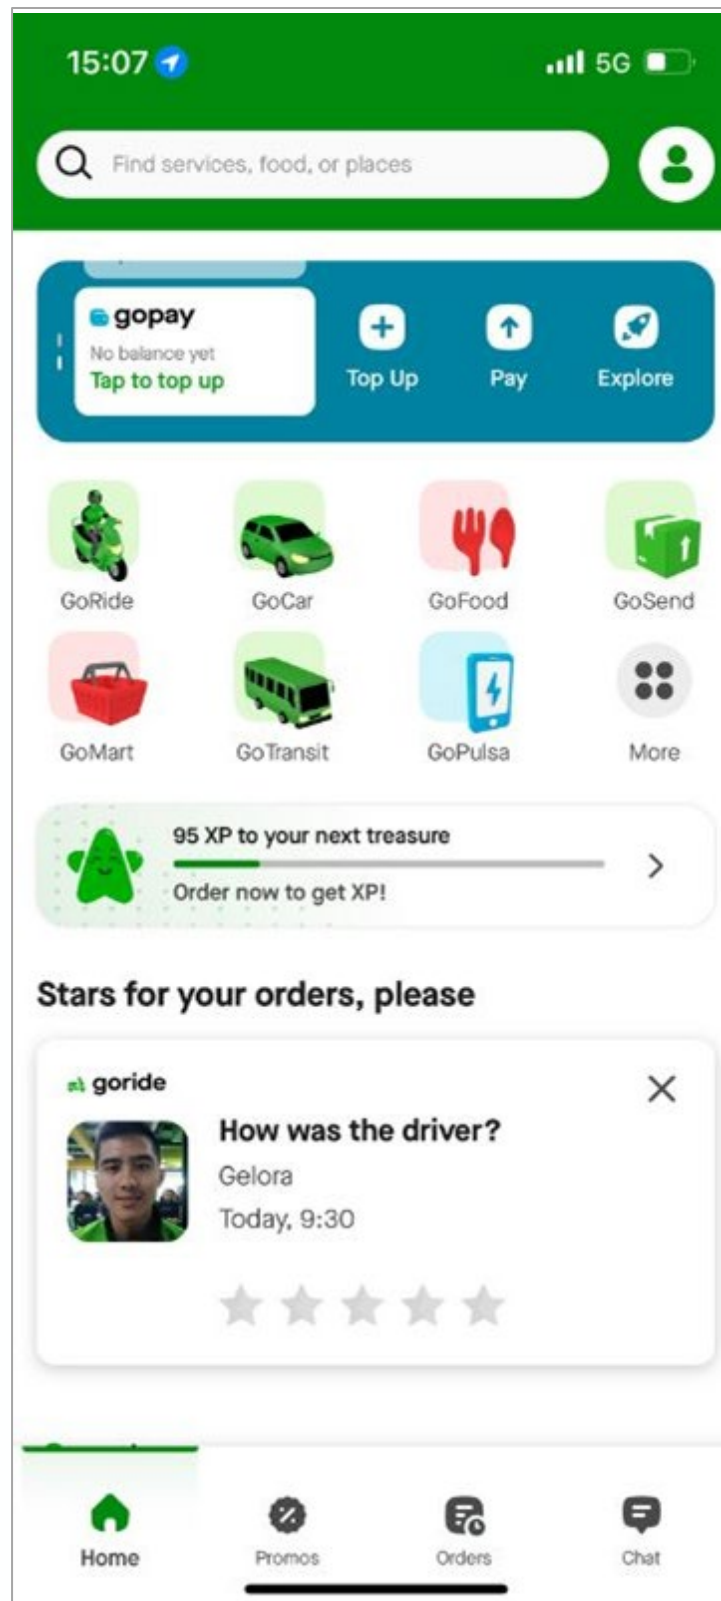 15:07
5G
Find services, food, or places
gopay
No balance yet
Tap to top up
Top Up
Pay
Explore
GoRide
GoCar
GoFood
GoSend
GoMart
GoTransit
GoPulsa
More
95 XP to your next treasure
Order now to get XP!
Stars for your orders, please
goride
How was the driver?
Gelora
Today, 9:30
Home
Promos
Orders
Chat